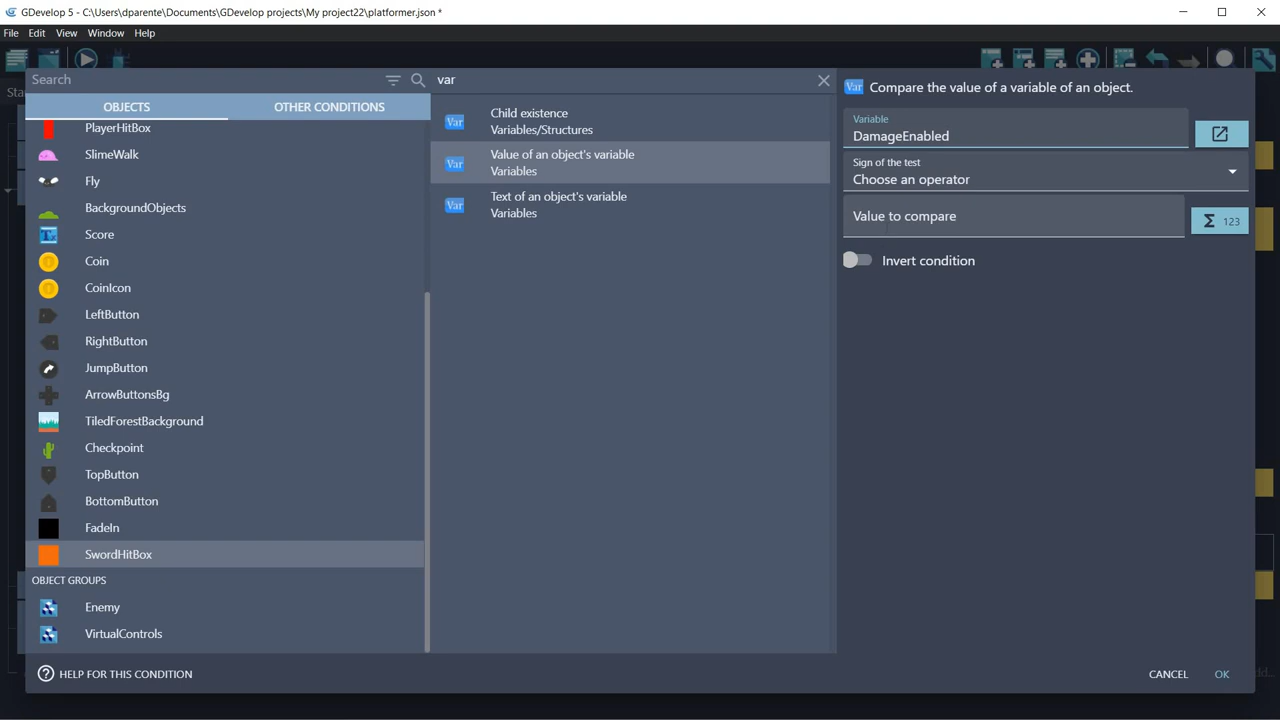 GDevelop 5 - C:\Users\dparente\Documents\GDevelop projects\My project22\platformer.json *
File Edit View Window Help
Search
var
OBJECTS
OTHER CONDITIONS
PlayerHitBox
SlimeWalk
Fly
BackgroundObjects
Score
Coin
CoinIcon
LeftButton
RightButton
JumpButton
ArrowButtonsBg
TiledForestBackground
Checkpoint
TopButton
BottomButton
FadeIn
SwordHitBox
OBJECT GROUPS
Enemy
VirtualControls
HELP FOR THIS CONDITION
Var Child existence
Variables/Structures
Var Value of an object's variable
Variables
Var Text of an object's variable
Variables
Var Compare the value of a variable of an object.
Variable
DamageEnabled
Sign of the test
Choose an operator
Value to compare
Σ 123
Invert condition
CANCEL
OK